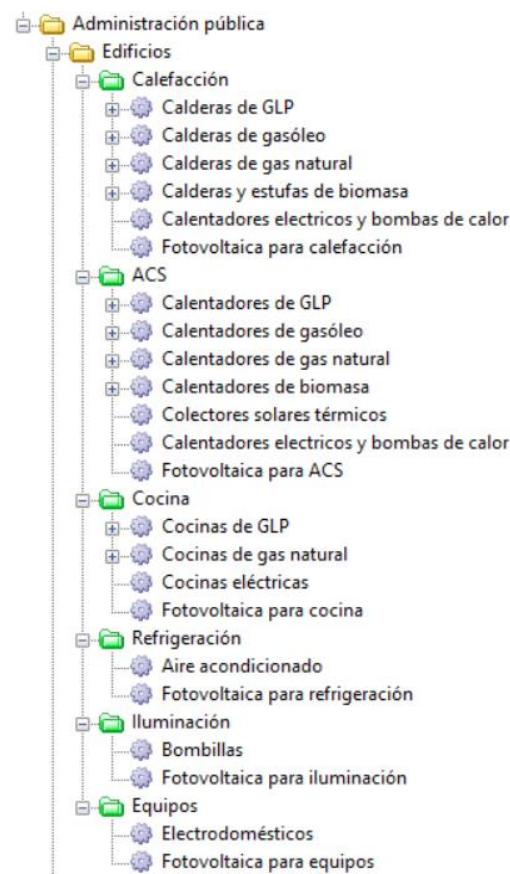 Administración pública
Edificios
Calefacción
Calderas de GLP
Calderas de gasóleo
Calderas de gas natural
Calderas y estufas de biomasa
Calentadores electricos y bombas de calor
Fotovoltaica para calefacción
ACS
Calentadores de GLP
Calentadores de gasóleo
Calentadores de gas natural
Calentadores de biomasa
Colectores solares térmicos
Calentadores electricos y bombas de calor
Fotovoltaica para ACS
Cocina
Cocinas de GLP
Cocinas de gas natural
Cocinas eléctricas
Fotovoltaica para cocina
Refrigeración
Aire acondicionado
Fotovoltaica para refrigeración
Iluminación
Bombillas
Fotovoltaica para iluminación
Equipos
Electrodomésticos
Fotovoltaica para equipos